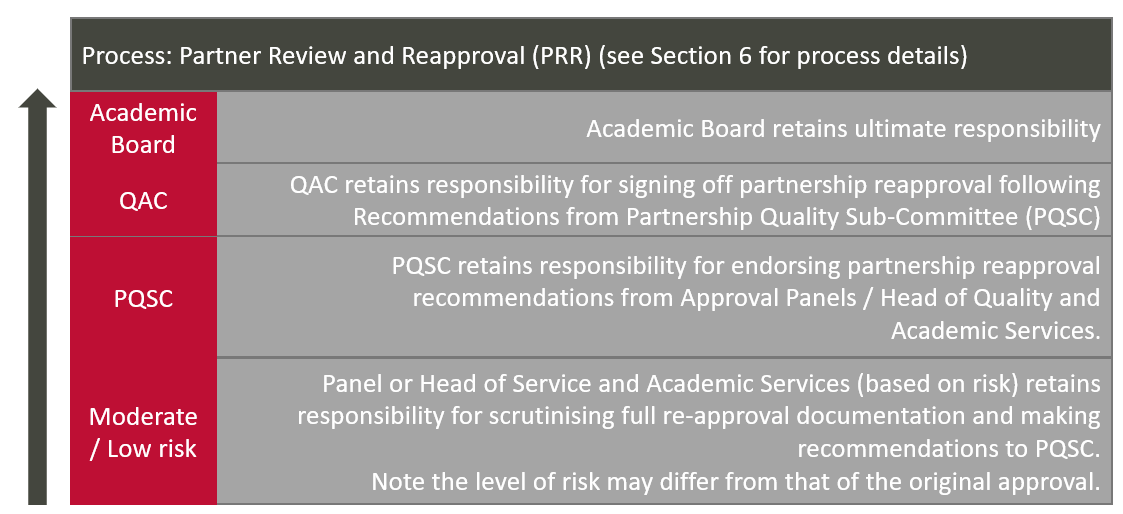 Process: Partner Review and Reapproval (PRR) (see Section 6 for process details)
Academic
Board
Academic Board retains ultimate responsibility
QAC
QAC retains responsibility for signing off partnership reapproval following
Recommendations from Partnership Quality Sub-Committee (PQSC)
PQSC
PQSC retains responsibility for endorsing partnership reapproval
recommendations from Approval Panels / Head of Quality and
Academic Services.
Moderate
/ Low risk
Panel or Head of Service and Academic Services (based on risk) retains
responsibility for scrutinising full re-approval documentation and making
recommendations to PQSC.
Note the level of risk may differ from that of the original approval.